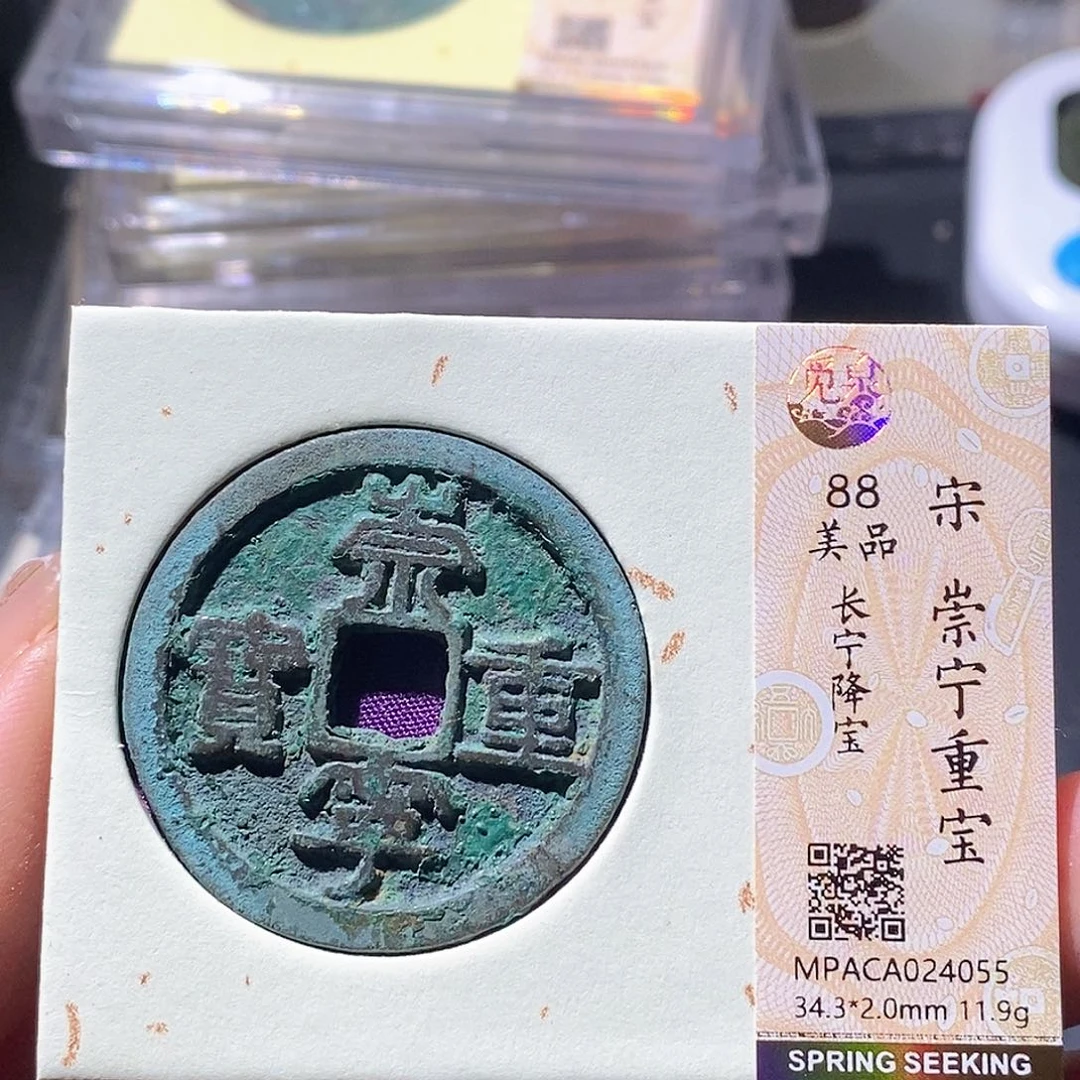 崇寧重寶
觅泉
88
美品
长宁降宝
宋 崇宁重宝
MPACA024055
34.3*2.0mm 11.9g
SPRING SEEKING